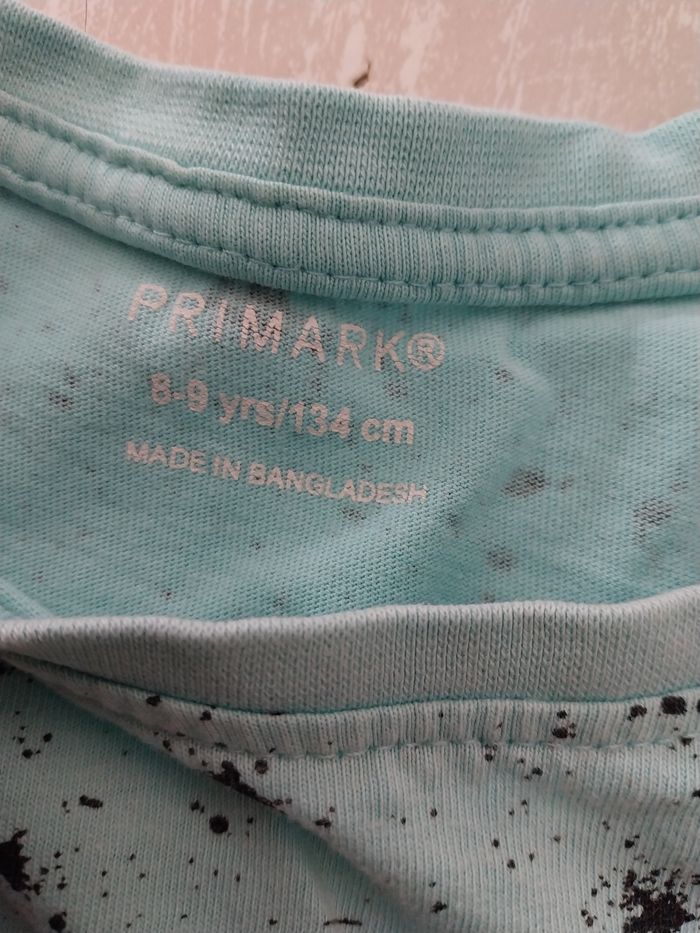 PRIMARK®
8-9 yrs/134 cm
MADE IN BANGLADESH